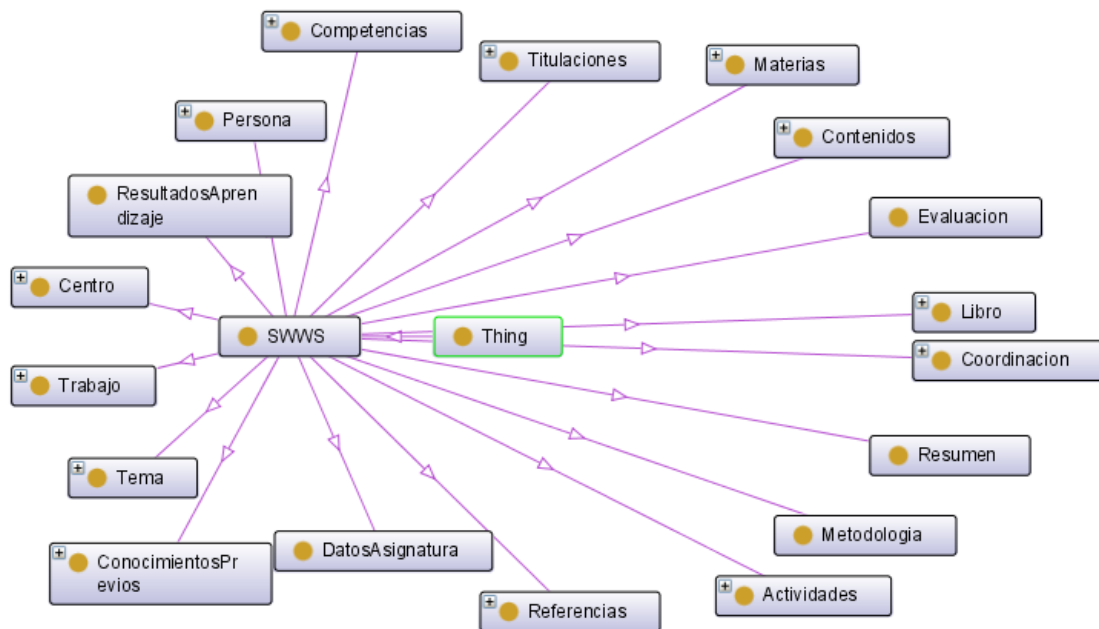 Competencias
Titulaciones
Materias
Persona
Contenidos
ResultadosApren
dizaje
Evaluacion
Centro
Libro
SWWS
Thing
Coordinacion
Trabajo
Resumen
Tema
Metodologia
DatosAsignatura
ConocimientosPr
evios
Actividades
Referencias